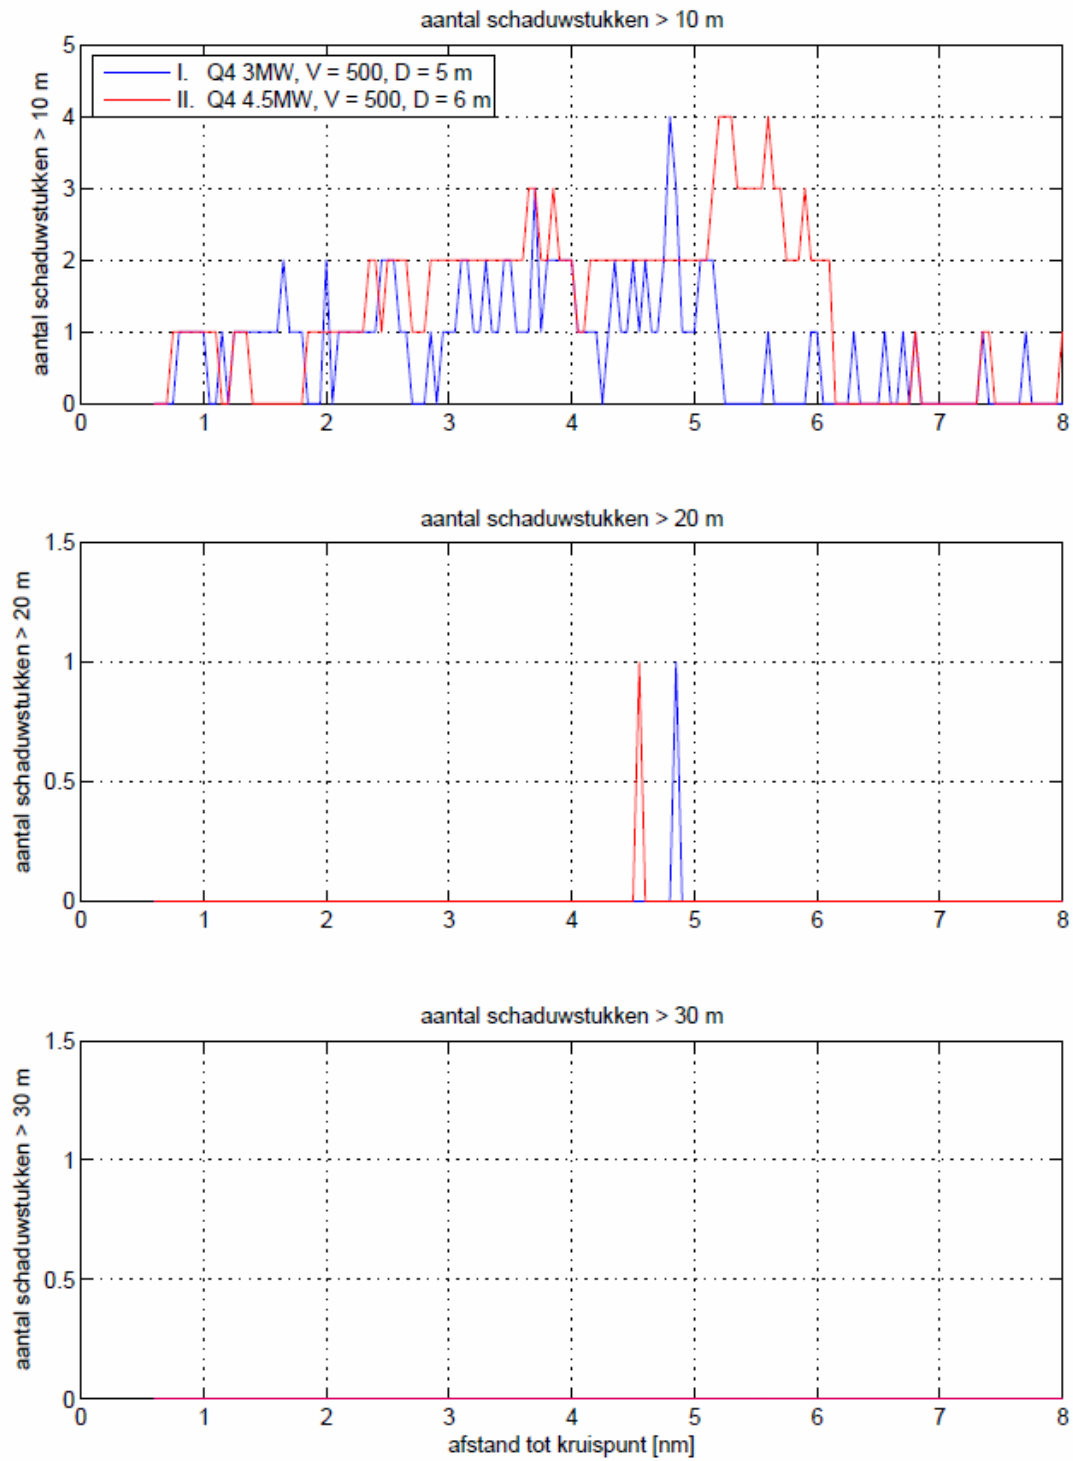 aantal schaduwstukken > 10 m
aantal schaduwstukken > 10 m
5
4
3
2
1
0
I. Q4 3MW, V = 500, D = 5 m
II. Q4 4.5MW, V = 500, D = 6 m
0 1 2 3 4 5 6 7 8
aantal schaduwstukken > 20 m
aantal schaduwstukken > 20 m
1.5
1
0.5
0
0 1 2 3 4 5 6 7 8
aantal schaduwstukken > 30 m
aantal schaduwstukken > 30 m
1.5
1
0.5
0
0 1 2 3 4 5 6 7 8
afstand tot kruispunt [nm]